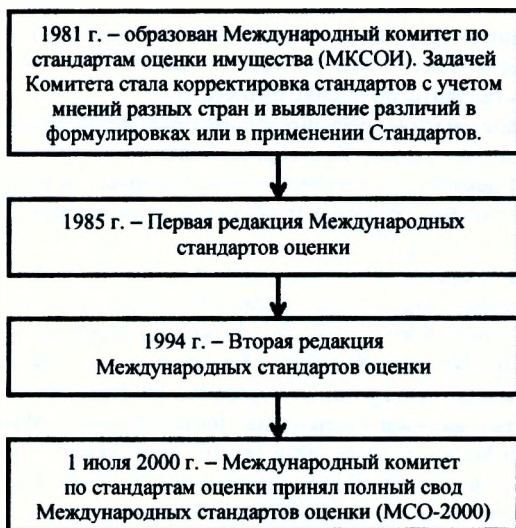 1981 г. – образован Международный комитет по
стандартам оценки имущества (МКСОИ). Задачей
Комитета стала корректировка стандартов с учетом
мнений разных стран и выявление различий в
формулировках или в применении Стандартов.
1985 г. – Первая редакция Международных
стандартов оценки
1994 г. – Вторая редакция
Международных стандартов оценки
1 июля 2000 г. – Международный комитет
по стандартам оценки принял полный свод
Международных стандартов оценки (МСО-2000)